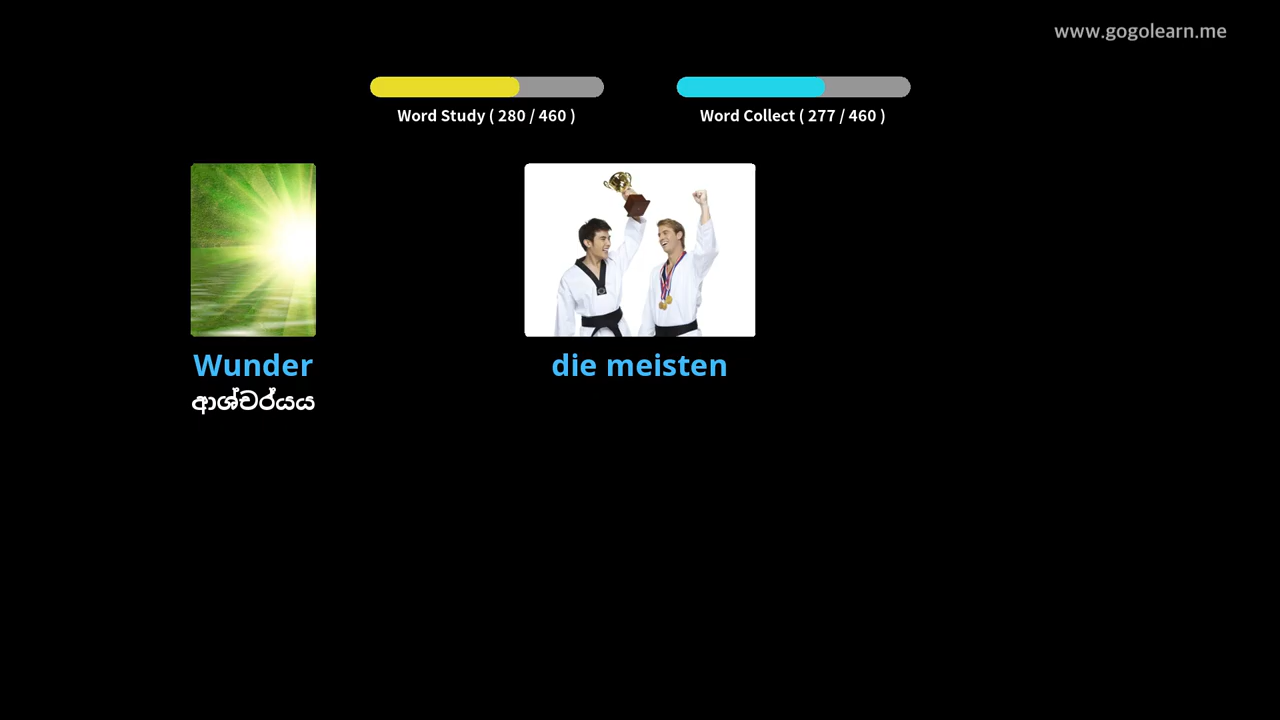 www.gogolearn.me
Word Study ( 280 / 460 )
Word Collect ( 277 / 460 )
Wunder
ආශ්චර්යය
die meisten